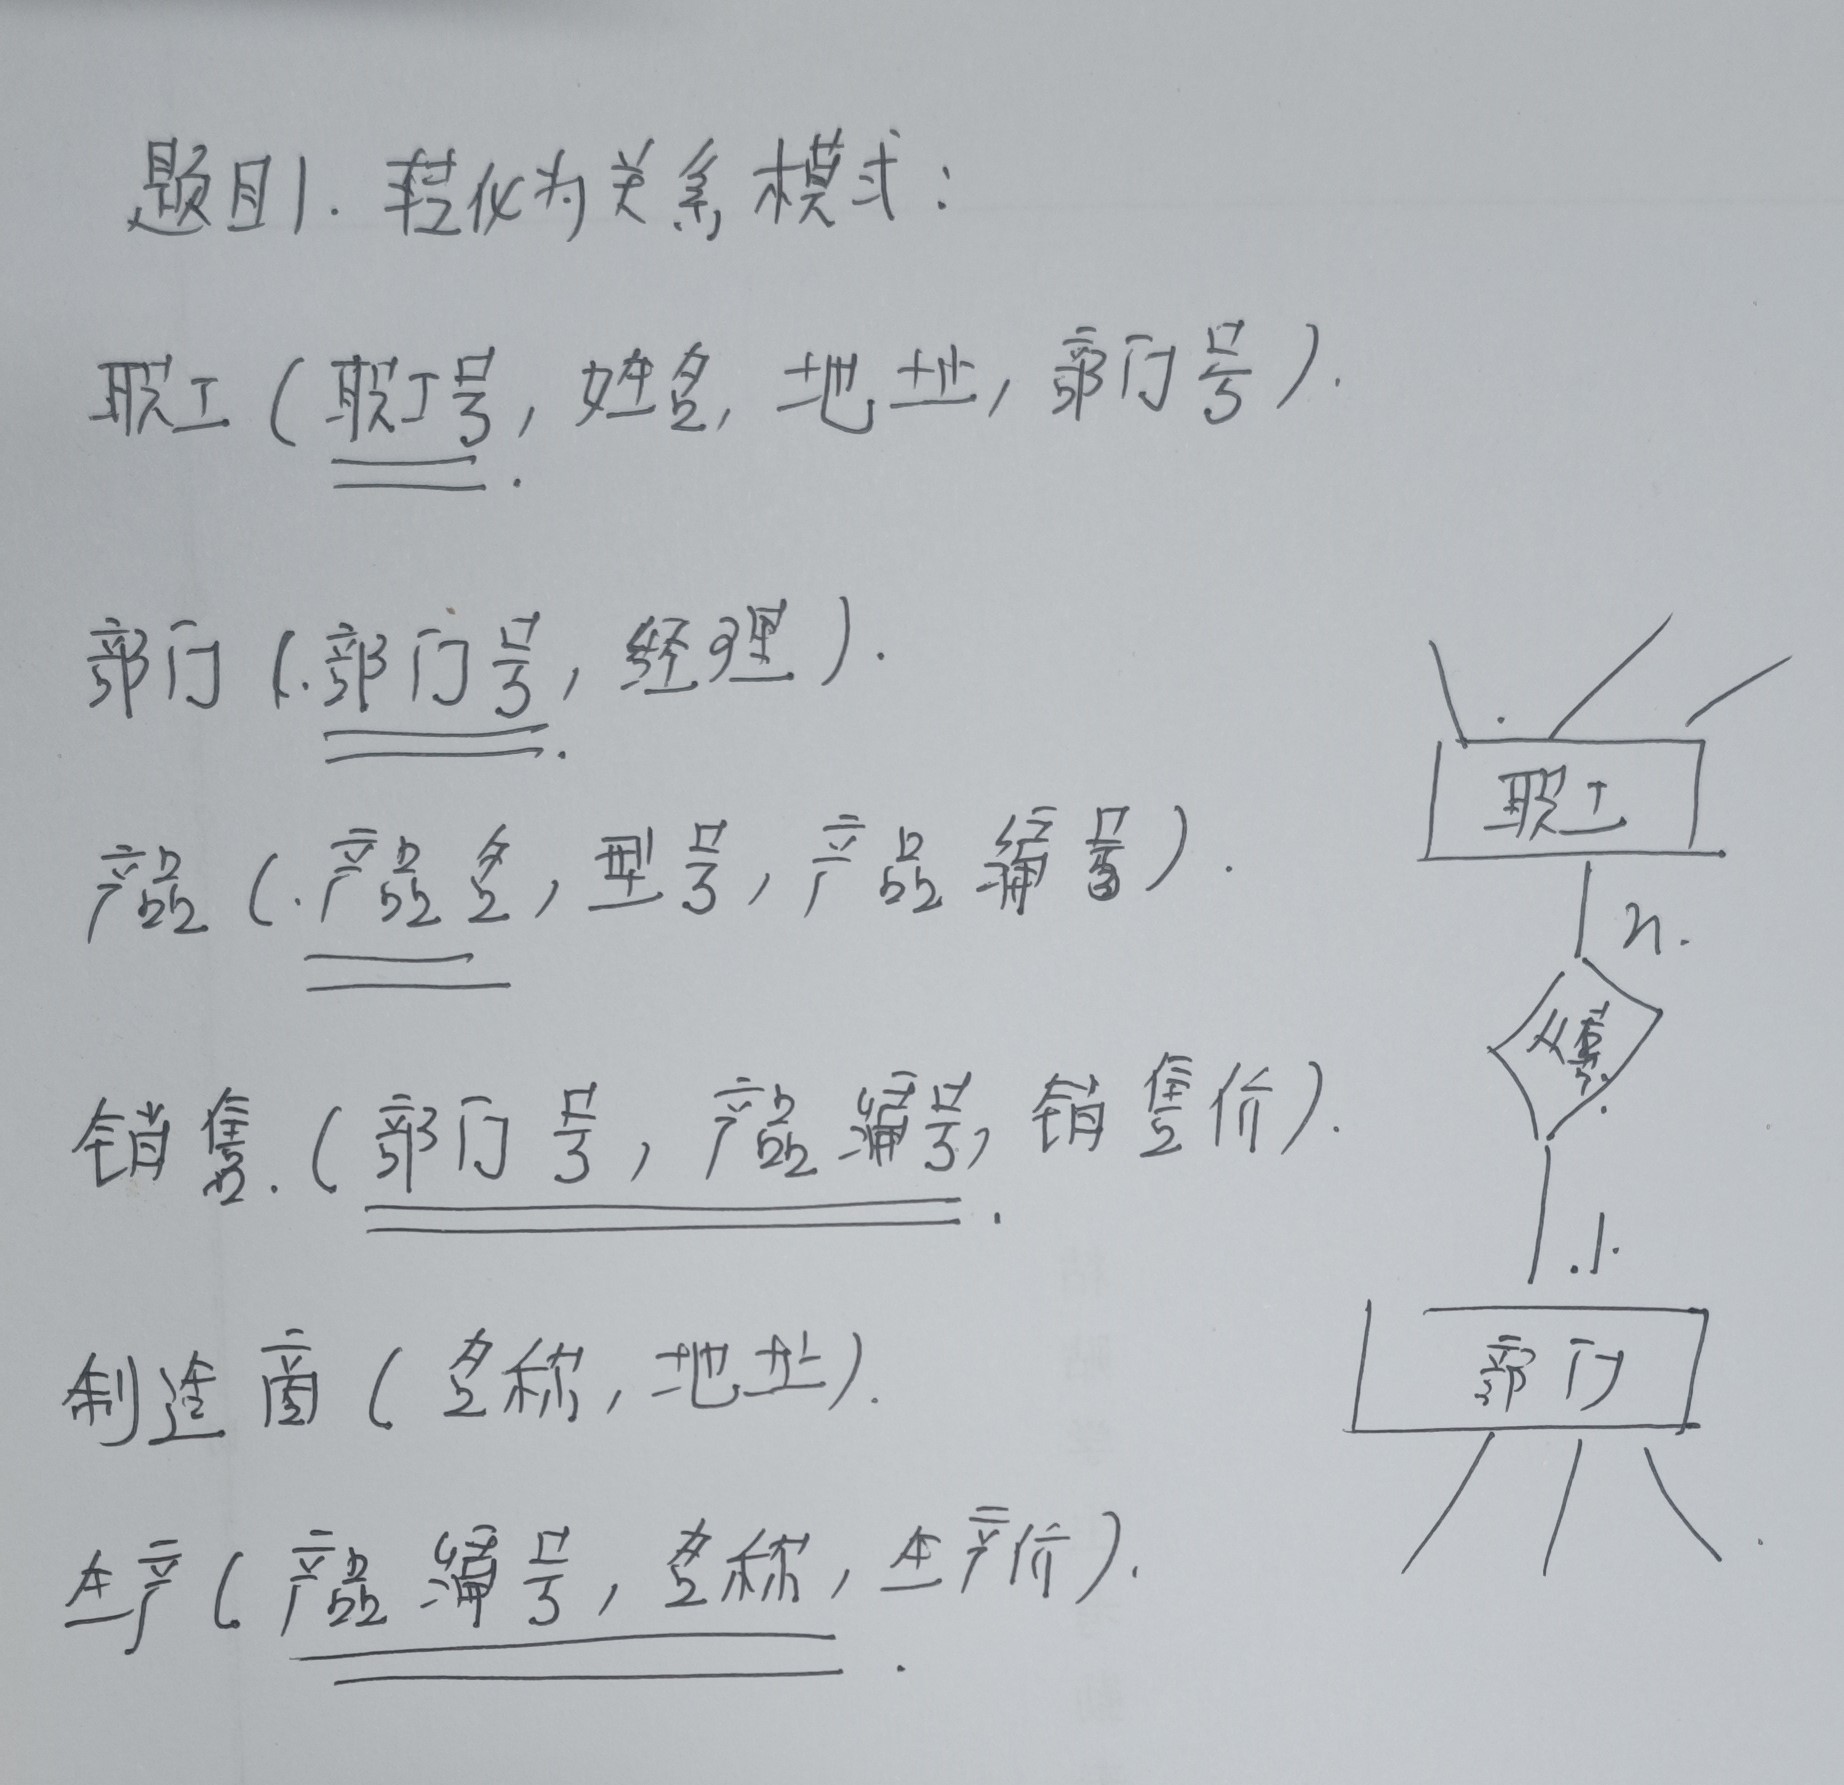 题目1. 转化为关系模式:
职工(职工号, 姓名, 地址, 部门号).
部门(部门号, 经理).
产品(产品名, 型号, 产品编号).
销售.(部门号, 产品编号, 销售价).
制造商(名称, 地址).
生产(产品编号, 名称, 生产价).
职工
n.
1.
部门